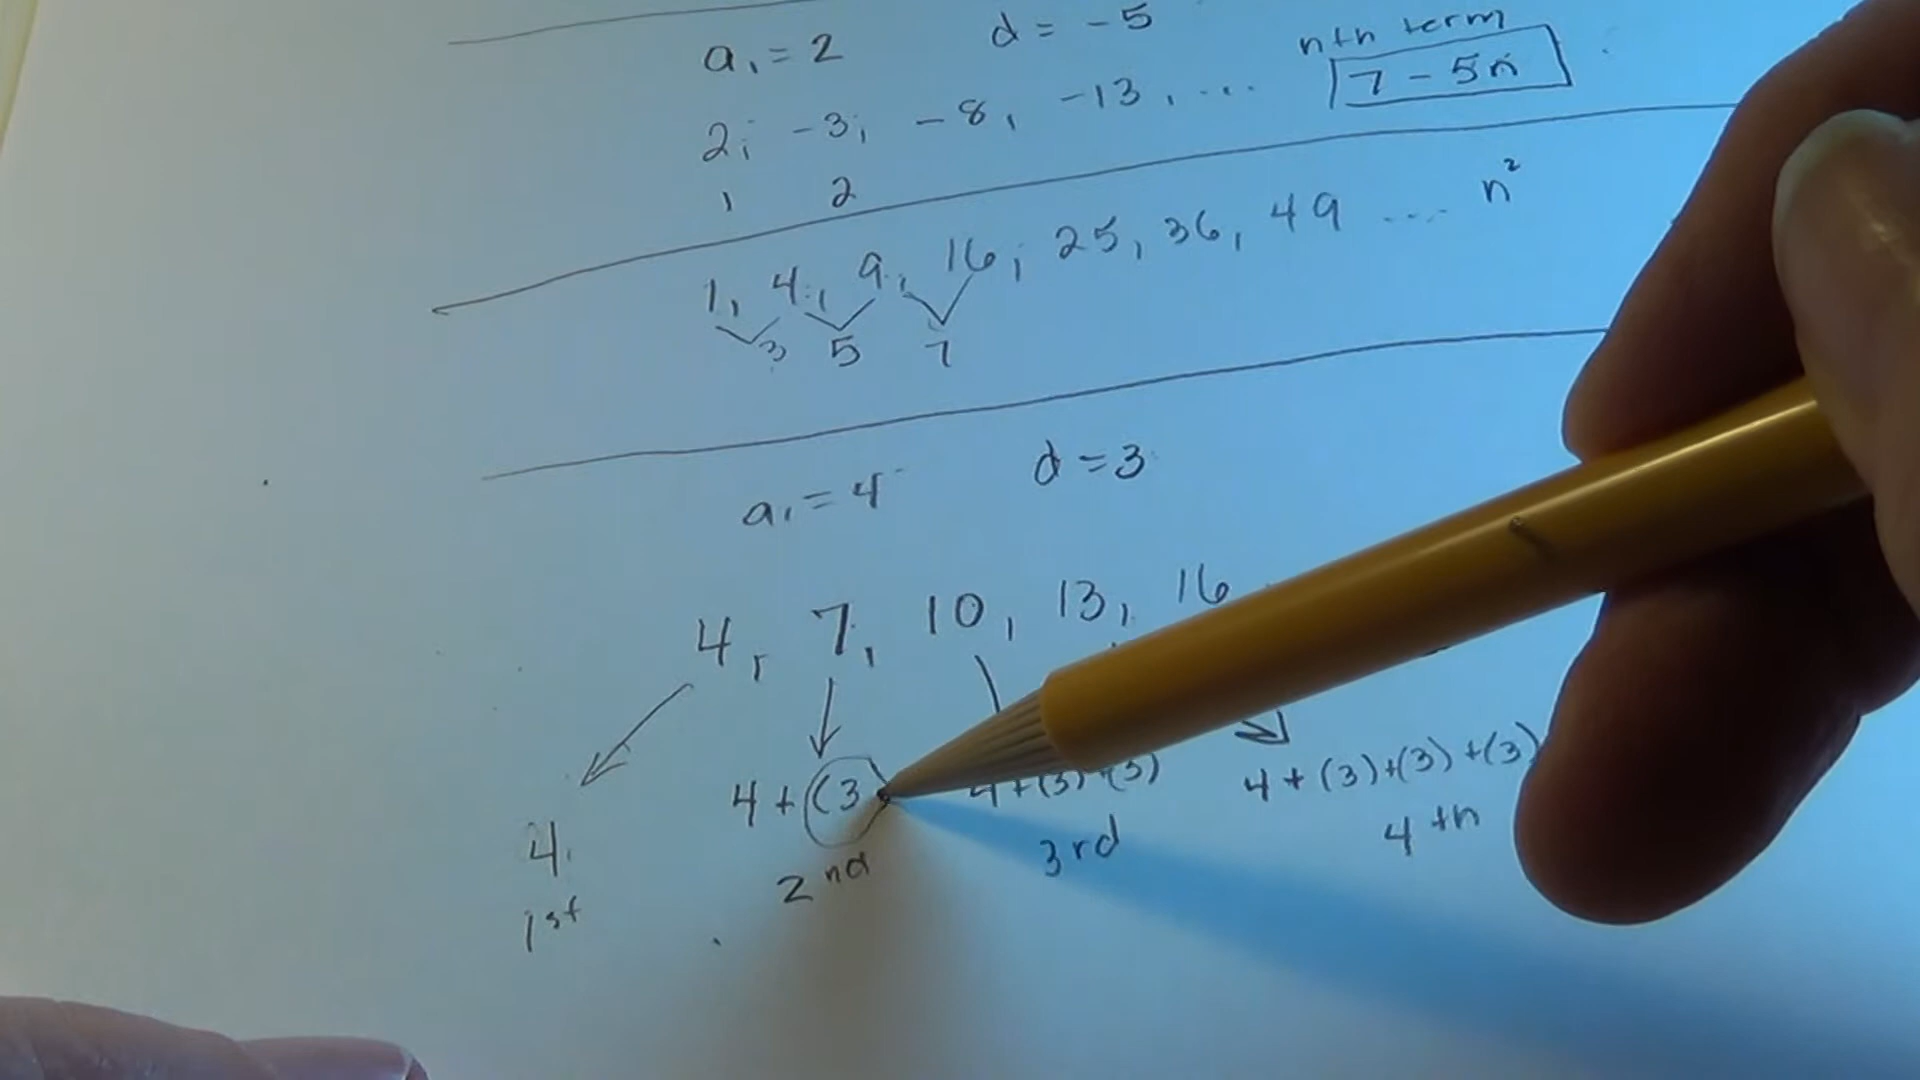 a₁ = 2 d = -5 nth term
2, -3, -8, -13, ... 7 - 5n
1 2
1, 4, 9, 16, 25, 36, 49 ... n²
3 5 7
a₁ = 4 d = 3
4, 7, 10, 13, 16
4 4 + (3 4 + (3) + (3) 4 + (3) + (3) + (3)
1st 2nd 3rd 4th